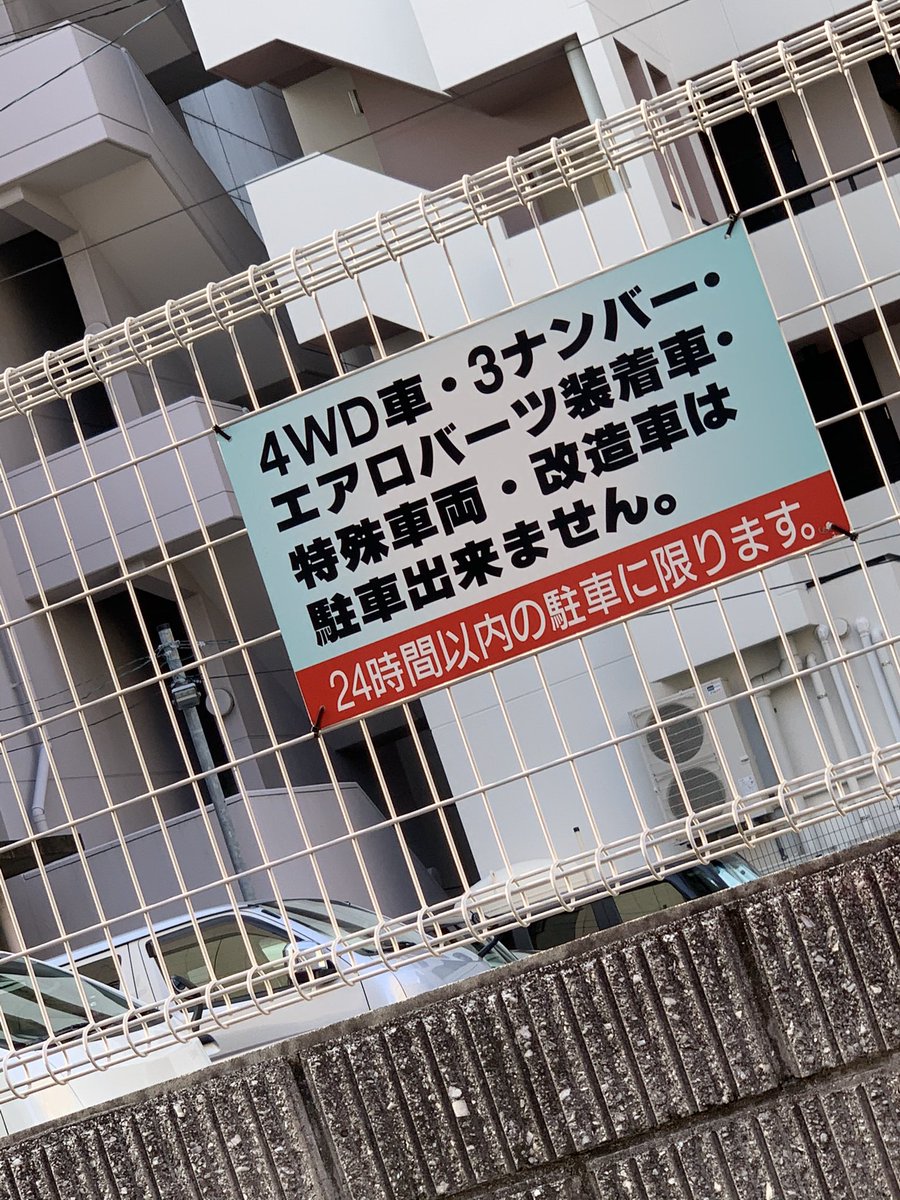 4WD車・3ナンバー・
エアロバーツ装着車・
特殊車両・改造車は
駐車出来ません。
24時間以内の駐車に限ります。